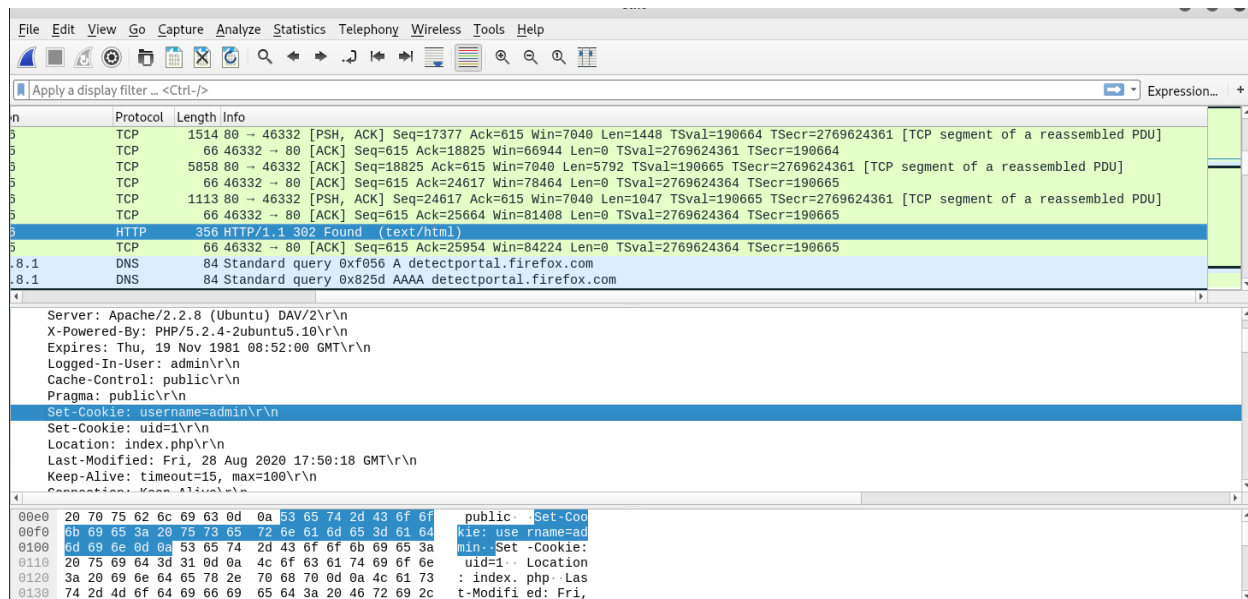 File Edit View Go Capture Analyze Statistics Telephony Wireless Tools Help
Apply a display filter … <Ctrl-/> Expression… +
n Protocol Length Info
6 TCP 1514 80 → 46332 [PSH, ACK] Seq=17377 Ack=615 Win=7040 Len=1448 TSval=190664 TSecr=2769624361 [TCP segment of a reassembled PDU]
5 TCP 66 46332 → 80 [ACK] Seq=615 Ack=18825 Win=66944 Len=0 TSval=2769624361 TSecr=190664
6 TCP 5858 80 → 46332 [ACK] Seq=18825 Ack=615 Win=7040 Len=5792 TSval=190665 TSecr=2769624361 [TCP segment of a reassembled PDU]
5 TCP 66 46332 → 80 [ACK] Seq=615 Ack=24617 Win=78464 Len=0 TSval=2769624364 TSecr=190665
6 TCP 1113 80 → 46332 [PSH, ACK] Seq=24617 Ack=615 Win=7040 Len=1047 TSval=190665 TSecr=2769624361 [TCP segment of a reassembled PDU]
5 TCP 66 46332 → 80 [ACK] Seq=615 Ack=25664 Win=81408 Len=0 TSval=2769624364 TSecr=190665
6 HTTP 356 HTTP/1.1 302 Found (text/html)
5 TCP 66 46332 → 80 [ACK] Seq=615 Ack=25954 Win=84224 Len=0 TSval=2769624364 TSecr=190665
.8.1 DNS 84 Standard query 0xf056 A detectportal.firefox.com
.8.1 DNS 84 Standard query 0x825d AAAA detectportal.firefox.com
Server: Apache/2.2.8 (Ubuntu) DAV/2\r\n
X-Powered-By: PHP/5.2.4-2ubuntu5.10\r\n
Expires: Thu, 19 Nov 1981 08:52:00 GMT\r\n
Logged-In-User: admin\r\n
Cache-Control: public\r\n
Pragma: public\r\n
Set-Cookie: username=admin\r\n
Set-Cookie: uid=1\r\n
Location: index.php\r\n
Last-Modified: Fri, 28 Aug 2020 17:50:18 GMT\r\n
Keep-Alive: timeout=15, max=100\r\n
Connection: Keep-Alive\r\n
00e0 20 70 75 62 6c 69 63 0d 0a 53 65 74 2d 43 6f 6f public· ·Set-Coo
00f0 6b 69 65 3a 20 75 73 65 72 6e 61 6d 65 3d 61 64 kie: use rname=ad
0100 6d 69 6e 0d 0a 53 65 74 2d 43 6f 6f 6b 69 65 3a min··Set -Cookie:
0110 20 75 69 64 3d 31 0d 0a 4c 6f 63 61 74 69 6f 6e uid=1·· Location
0120 3a 20 69 6e 64 65 78 2e 70 68 70 0d 0a 4c 61 73 : index. php··Las
0130 74 2d 4d 6f 64 69 66 69 65 64 3a 20 46 72 69 2c t-Modifi ed: Fri,